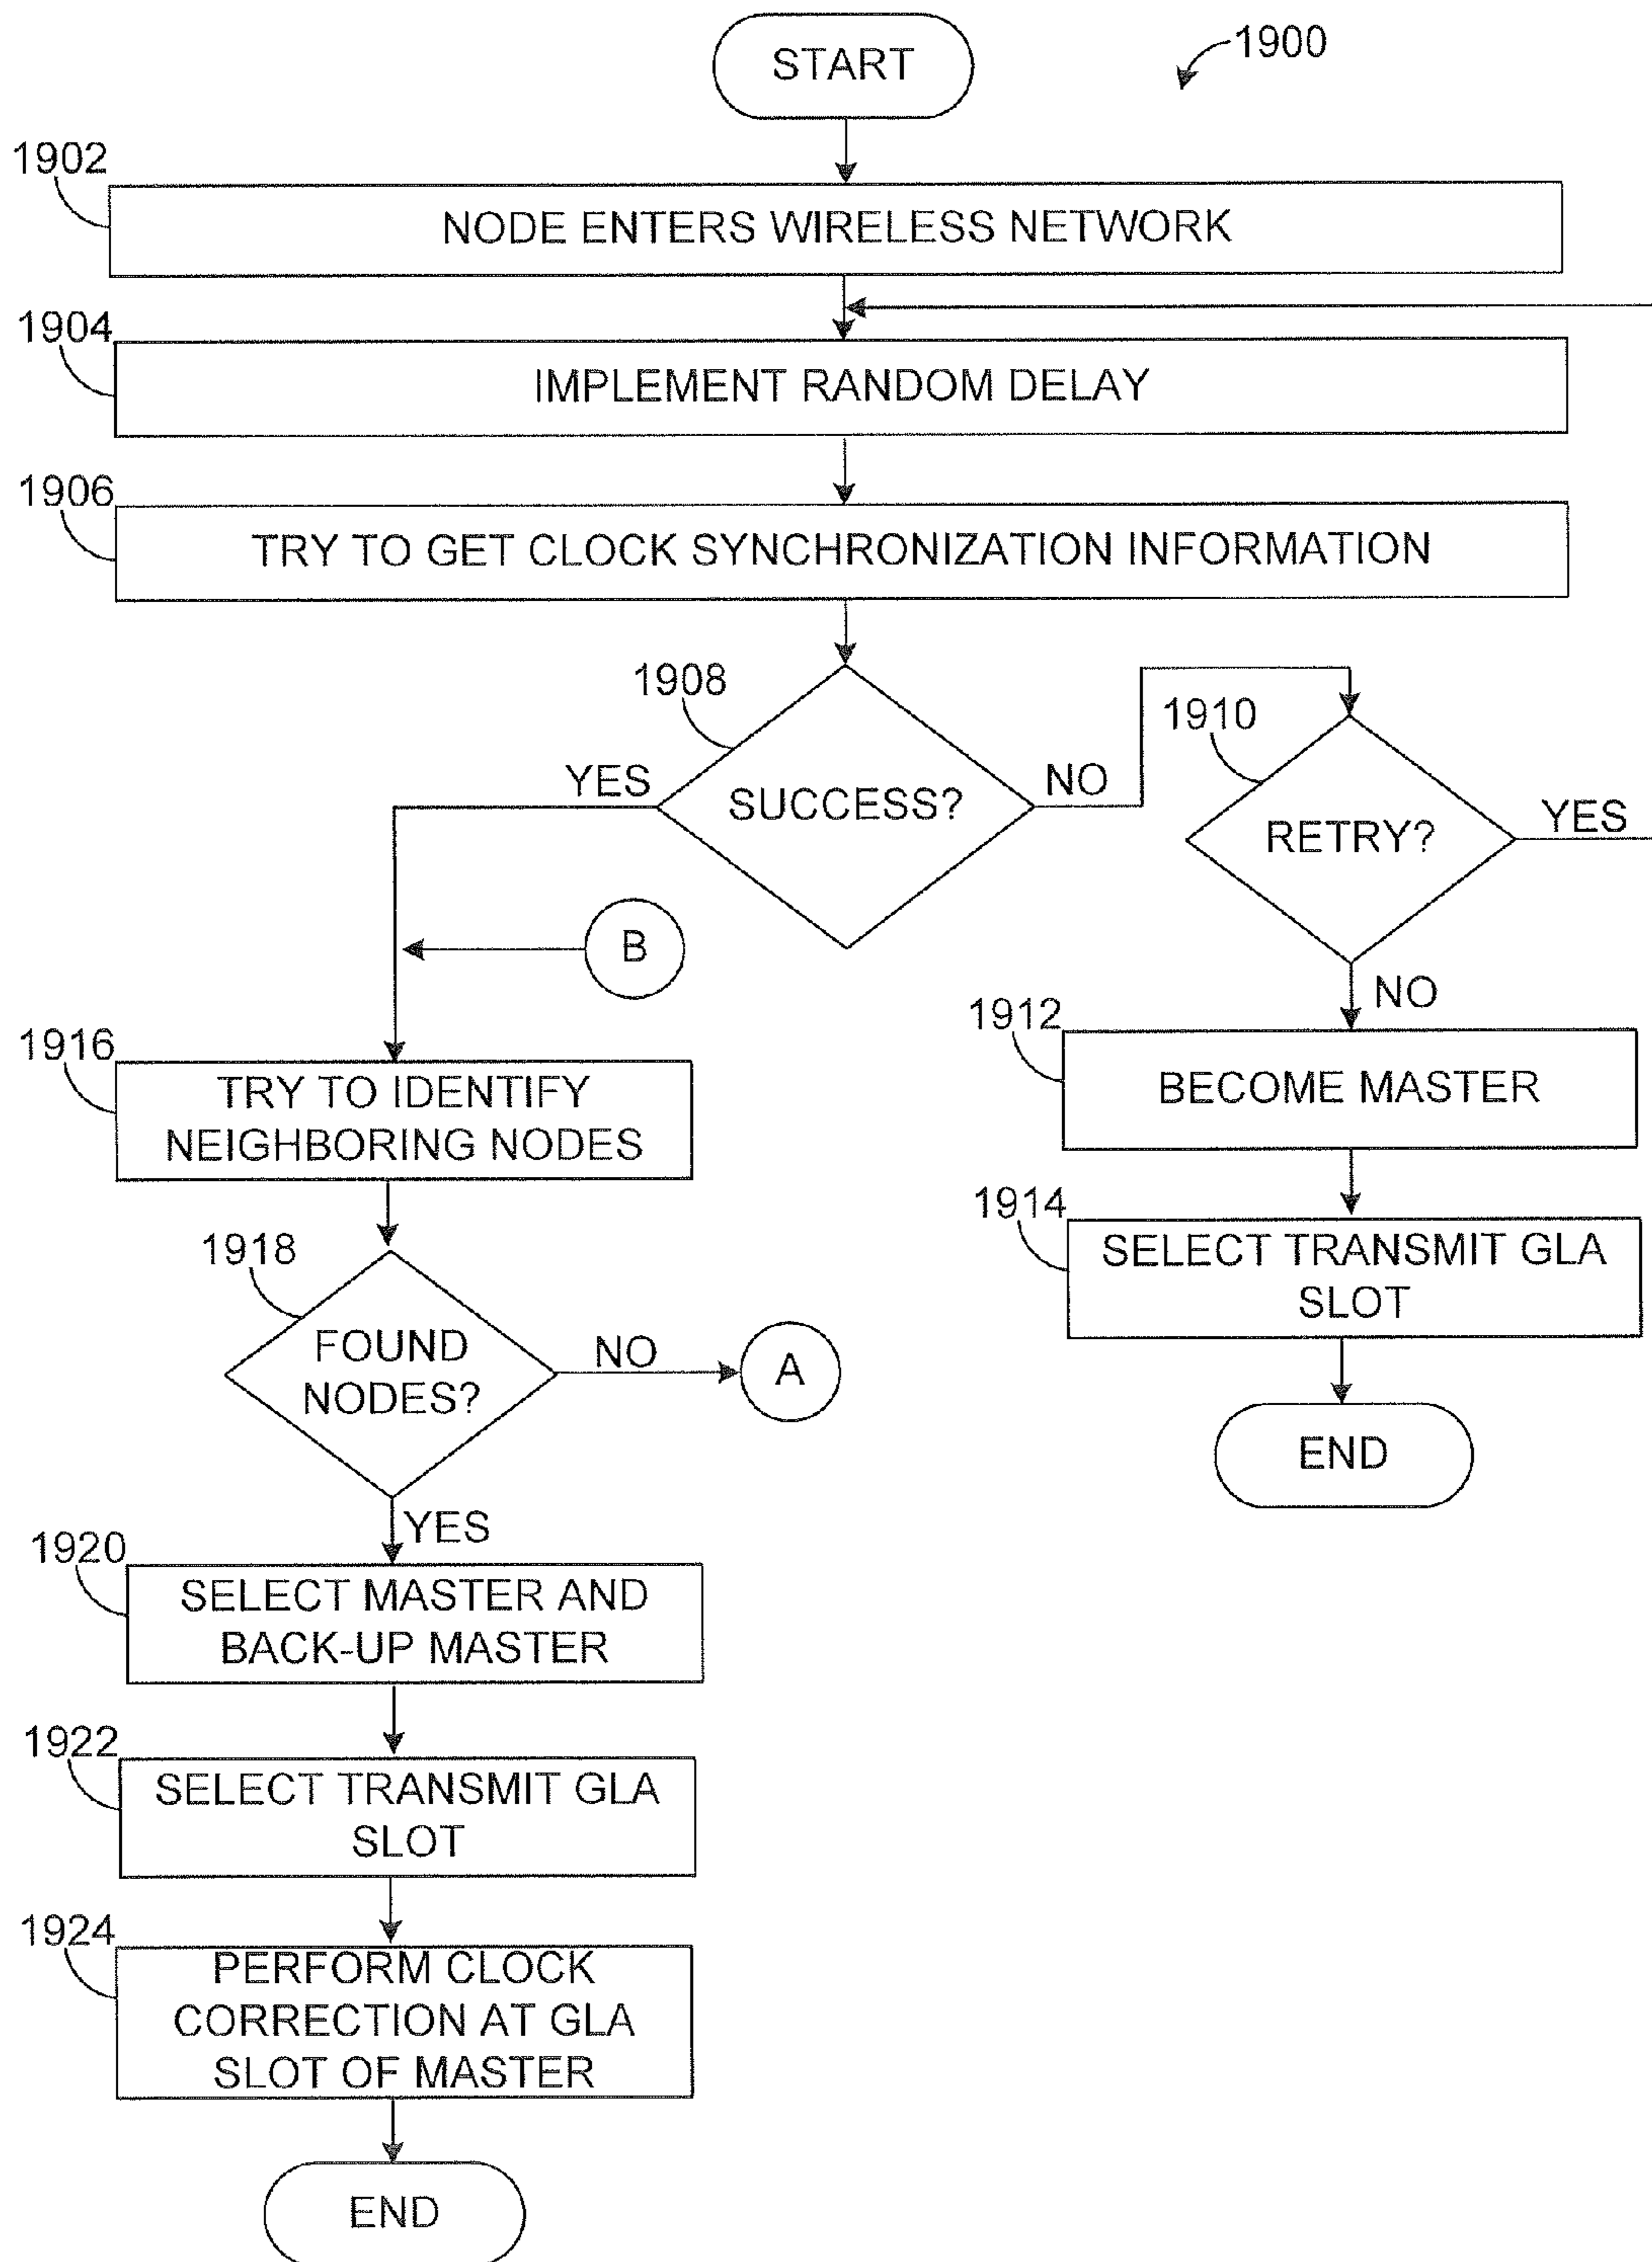 START
1900
1902
NODE ENTERS WIRELESS NETWORK
1904
IMPLEMENT RANDOM DELAY
1906
TRY TO GET CLOCK SYNCHRONIZATION INFORMATION
1908
SUCCESS?
YES
NO
1910
RETRY?
YES
NO
B
1912
BECOME MASTER
1914
SELECT TRANSMIT GLA
SLOT
END
1916
TRY TO IDENTIFY
NEIGHBORING NODES
1918
FOUND
NODES?
NO
A
YES
1920
SELECT MASTER AND
BACK-UP MASTER
1922
SELECT TRANSMIT GLA
SLOT
1924
PERFORM CLOCK
CORRECTION AT GLA
SLOT OF MASTER
END